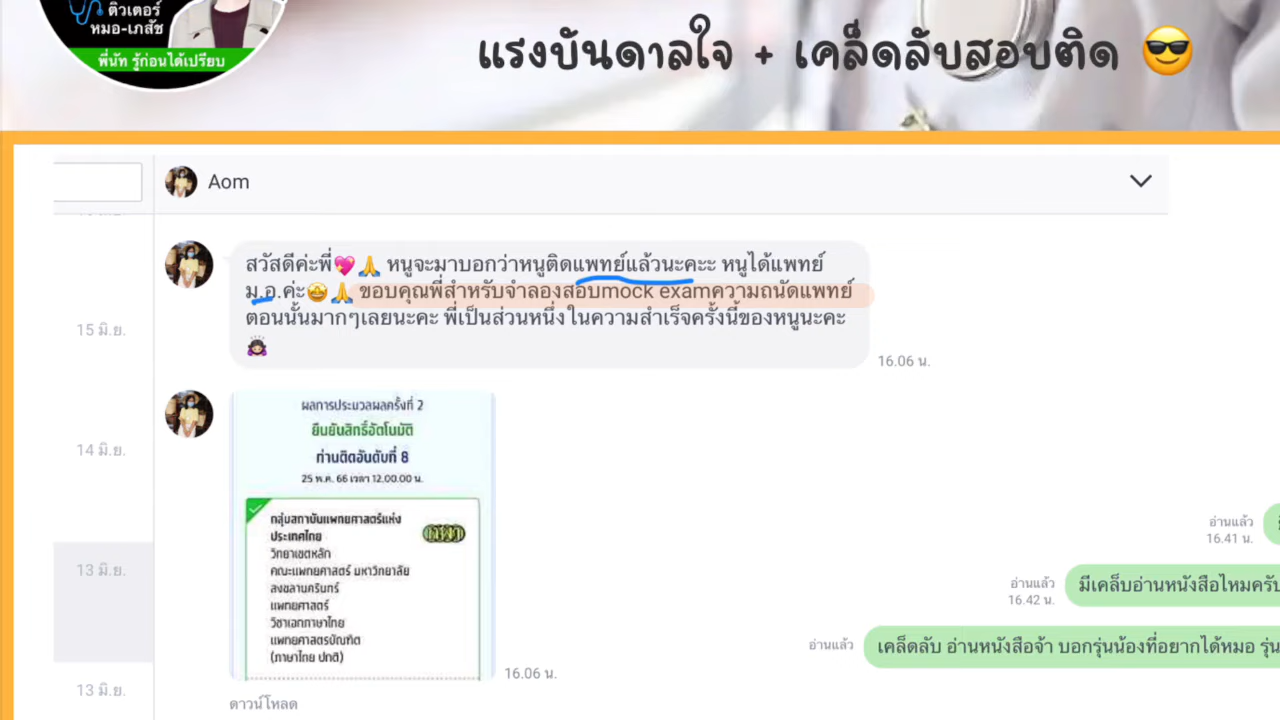 ติวเตอร์
หมอ-เภสัช
พี่นัท รู้ก่อนได้เปรียบ
แรงบันดาลใจ + เคล็ดลับสอบติด 😎
Aom
สวัสดีค่ะพี่💖🙏 หนูจะมาบอกว่าหนูติดแพทย์แล้วนะคะะ หนูได้แพทย์
ม.อ.ค่ะ🤩🙏 ขอบคุณพี่สำหรับจำลองสอบmock examความถนัดแพทย์
ตอนนั้นมากๆเลยนะคะ พี่เป็นส่วนหนึ่งในความสำเร็จครั้งนี้ของหนูนะคะ
🙇🏻‍♀️
16.06 น.
15 มิ.ย.
14 มิ.ย.
13 มิ.ย.
13 มิ.ย.
ผลการประมวลผลครั้งที่ 2
ยืนยันสิทธิ์อัตโนมัติ
ท่านติดอันดับที่ 8
25 พ.ค. 66 เวลา 12.00.00 น.
กลุ่มสถาบันแพทยศาสตร์แห่ง
ประเทศไทย
กสพท
วิทยาเขตหลัก
คณะแพทยศาสตร์ มหาวิทยาลัย
สงขลานครินทร์
แพทยศาสตร์
วิชาเอกภาษาไทย
แพทยศาสตรบัณฑิต
(ภาษาไทย ปกติ)
16.06 น.
ดาวน์โหลด
อ่านแล้ว
16.41 น.
อ่านแล้ว
16.42 น.
มีเคล็บอ่านหนังสือไหมครับ
อ่านแล้ว
เคล็ดลับ อ่านหนังสือจ้า บอกรุ่นน้องที่อยากได้หมอ รุ่น